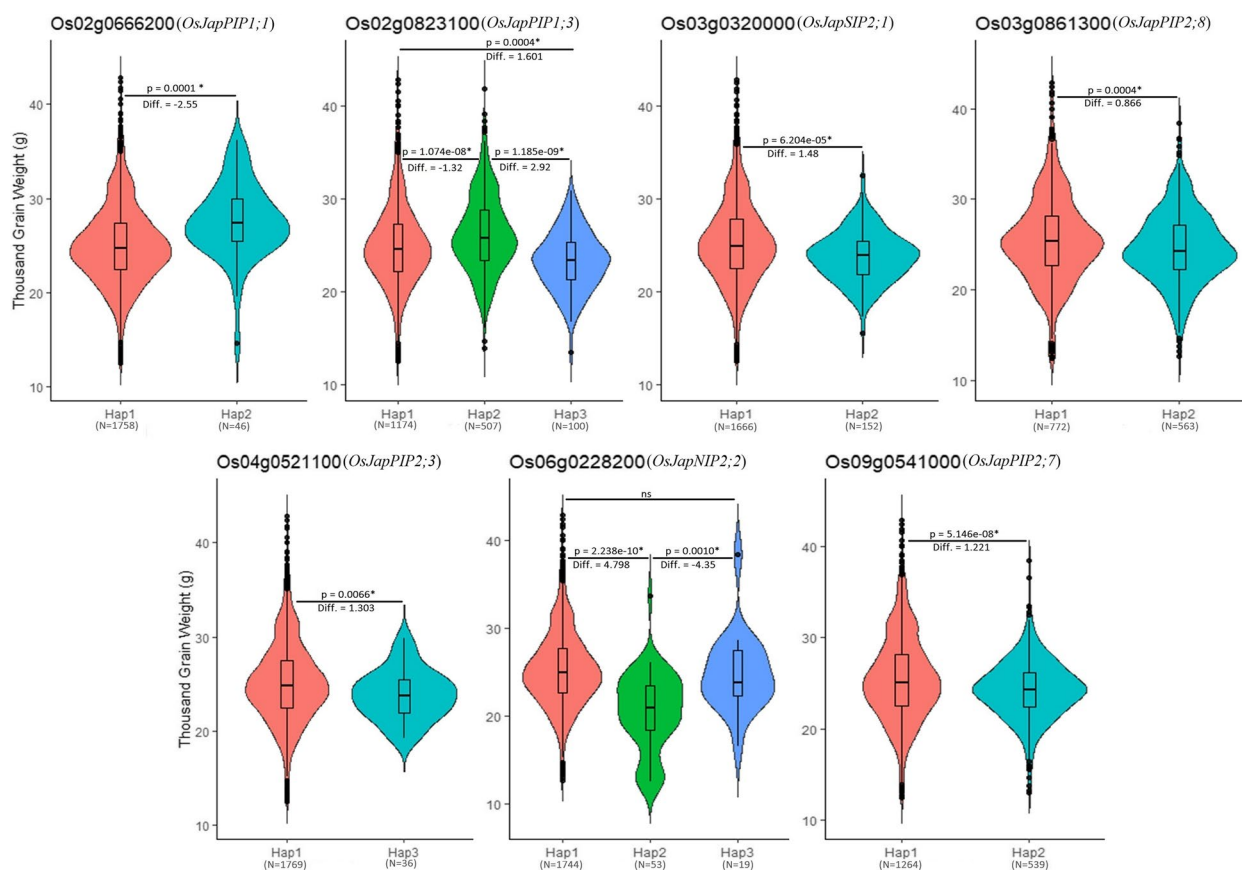 Os02g0666200(OsJapPIP1;1)
Thousand Grain Weight (g)
40
30
20
10
p = 0.0001 *
Diff. = -2.55
Hap1
(N=1758)
Hap2
(N=46)
Os02g0823100(OsJapPIP1;3)
40
30
20
10
p = 0.0004*
Diff. = 1.601
p = 1.074e-08*
Diff. = -1.32
p = 1.185e-09*
Diff. = 2.92
Hap1
(N=1174)
Hap2
(N=507)
Hap3
(N=100)
Os03g0320000(OsJapSIP2;1)
40
30
20
10
p = 6.204e-05*
Diff. = 1.48
Hap1
(N=1666)
Hap2
(N=152)
Os03g0861300(OsJapPIP2;8)
40
30
20
10
p = 0.0004*
Diff. = 0.866
Hap1
(N=772)
Hap2
(N=563)
Os04g0521100(OsJapPIP2;3)
Thousand Grain Weight (g)
40
30
20
10
p = 0.0066*
Diff. = 1.303
Hap1
(N=1769)
Hap3
(N=36)
Os06g0228200(OsJapNIP2;2)
40
30
20
10
ns
p = 2.238e-10*
Diff. = 4.798
p = 0.0010*
Diff. = -4.35
Hap1
(N=1744)
Hap2
(N=53)
Hap3
(N=19)
Os09g0541000(OsJapPIP2;7)
40
30
20
10
p = 5.146e-08*
Diff. = 1.221
Hap1
(N=1264)
Hap2
(N=539)